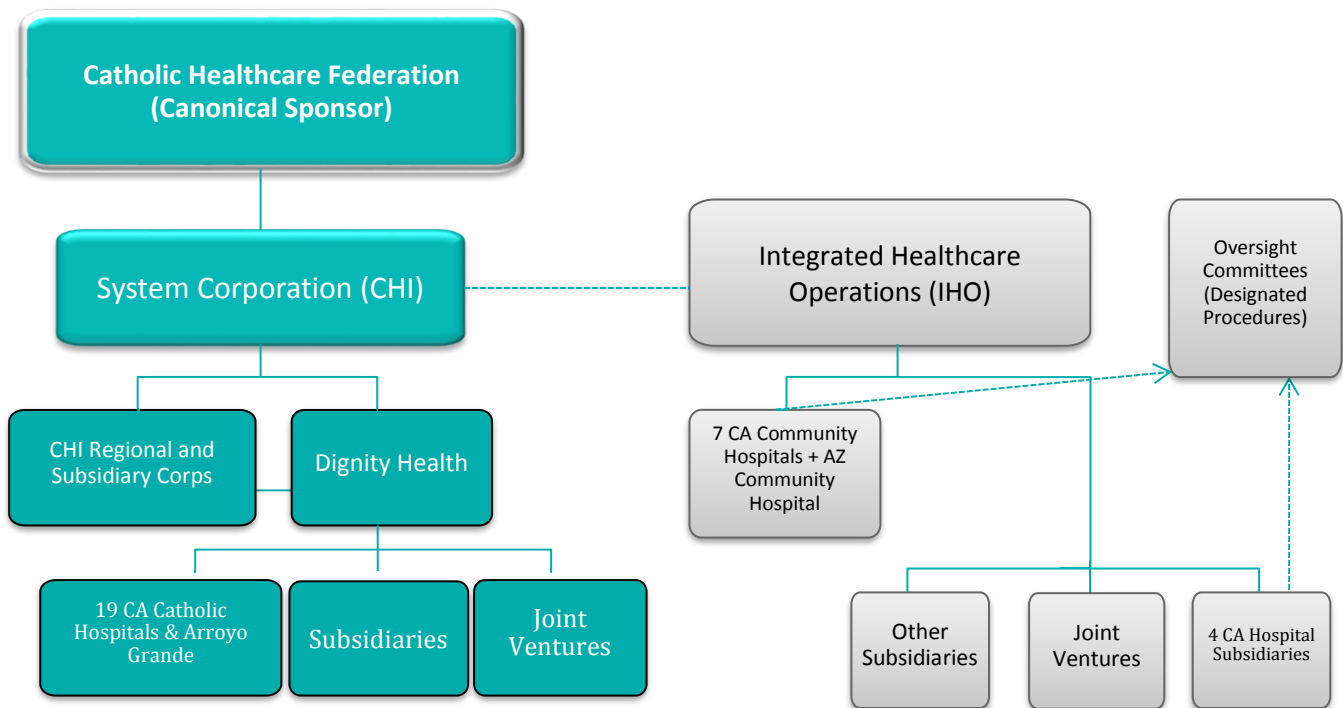 Catholic Healthcare Federation
(Canonical Sponsor)
System Corporation (CHI)
Integrated Healthcare
Operations (IHO)
Oversight
Committees
(Designated
Procedures)
CHI Regional and
Subsidiary Corps
Dignity Health
7 CA Community
Hospitals + AZ
Community
Hospital
19 CA Catholic
Hospitals & Arroyo
Grande
Subsidiaries
Joint
Ventures
Other
Subsidiaries
Joint
Ventures
4 CA Hospital
Subsidiaries